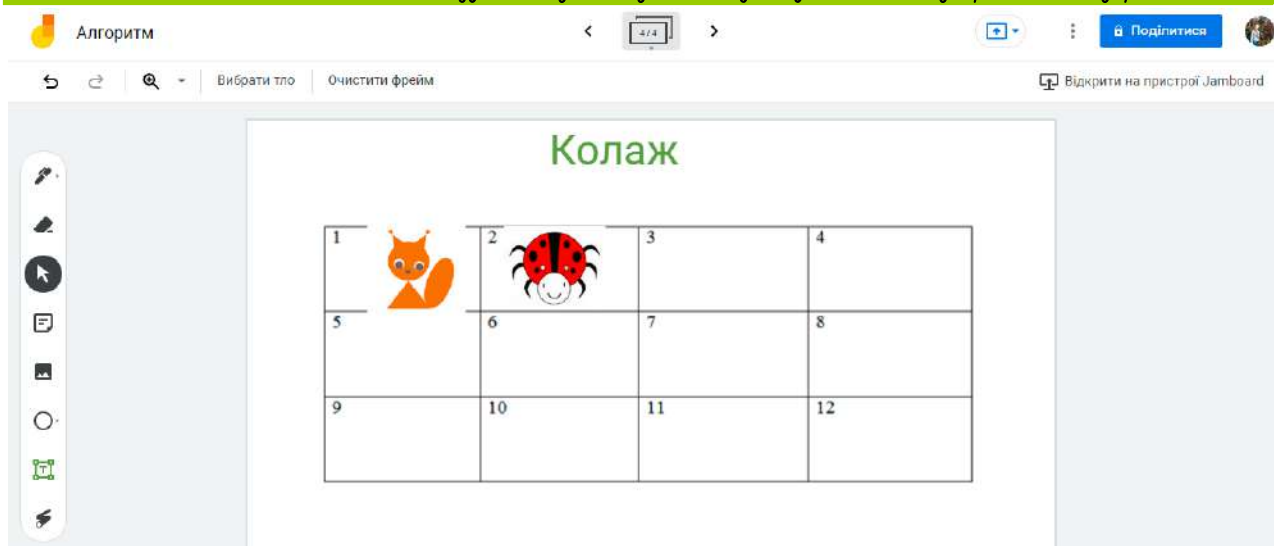 Алгоритм
4/4
Поділитися
Вибрати тло
Очистити фрейм
Відкрити на пристрої Jamboard
Колаж
1 2 3 4
5 6 7 8
9 10 11 12